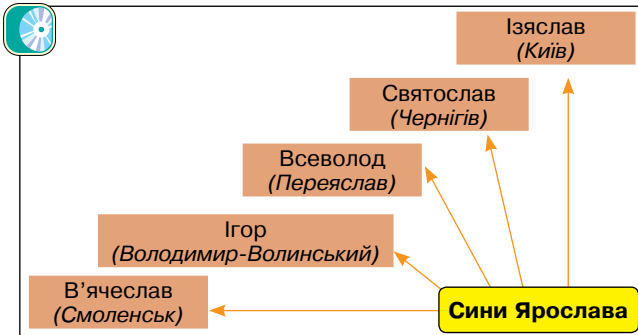 Ізяслав
(Київ)
Святослав
(Чернігів)
Всеволод
(Переяслав)
Ігор
(Володимир-Волинський)
В’ячеслав
(Смоленськ)
Сини Ярослава